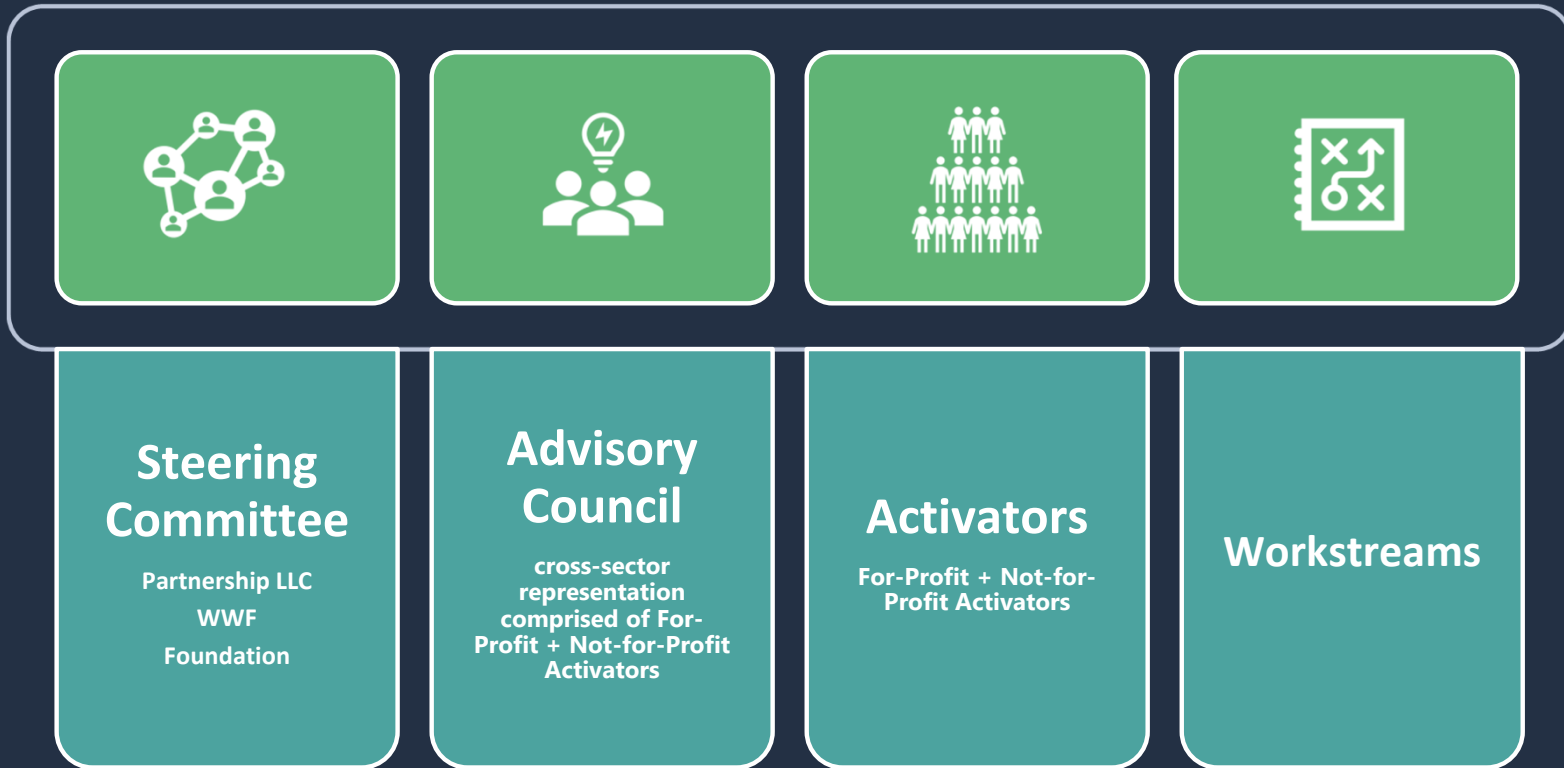 Steering
Committee
Partnership LLC
WWF
Foundation
Advisory
Council
cross-sector
representation
comprised of For-
Profit + Not-for-Profit
Activators
Activators
For-Profit + Not-for-
Profit Activators
Workstreams